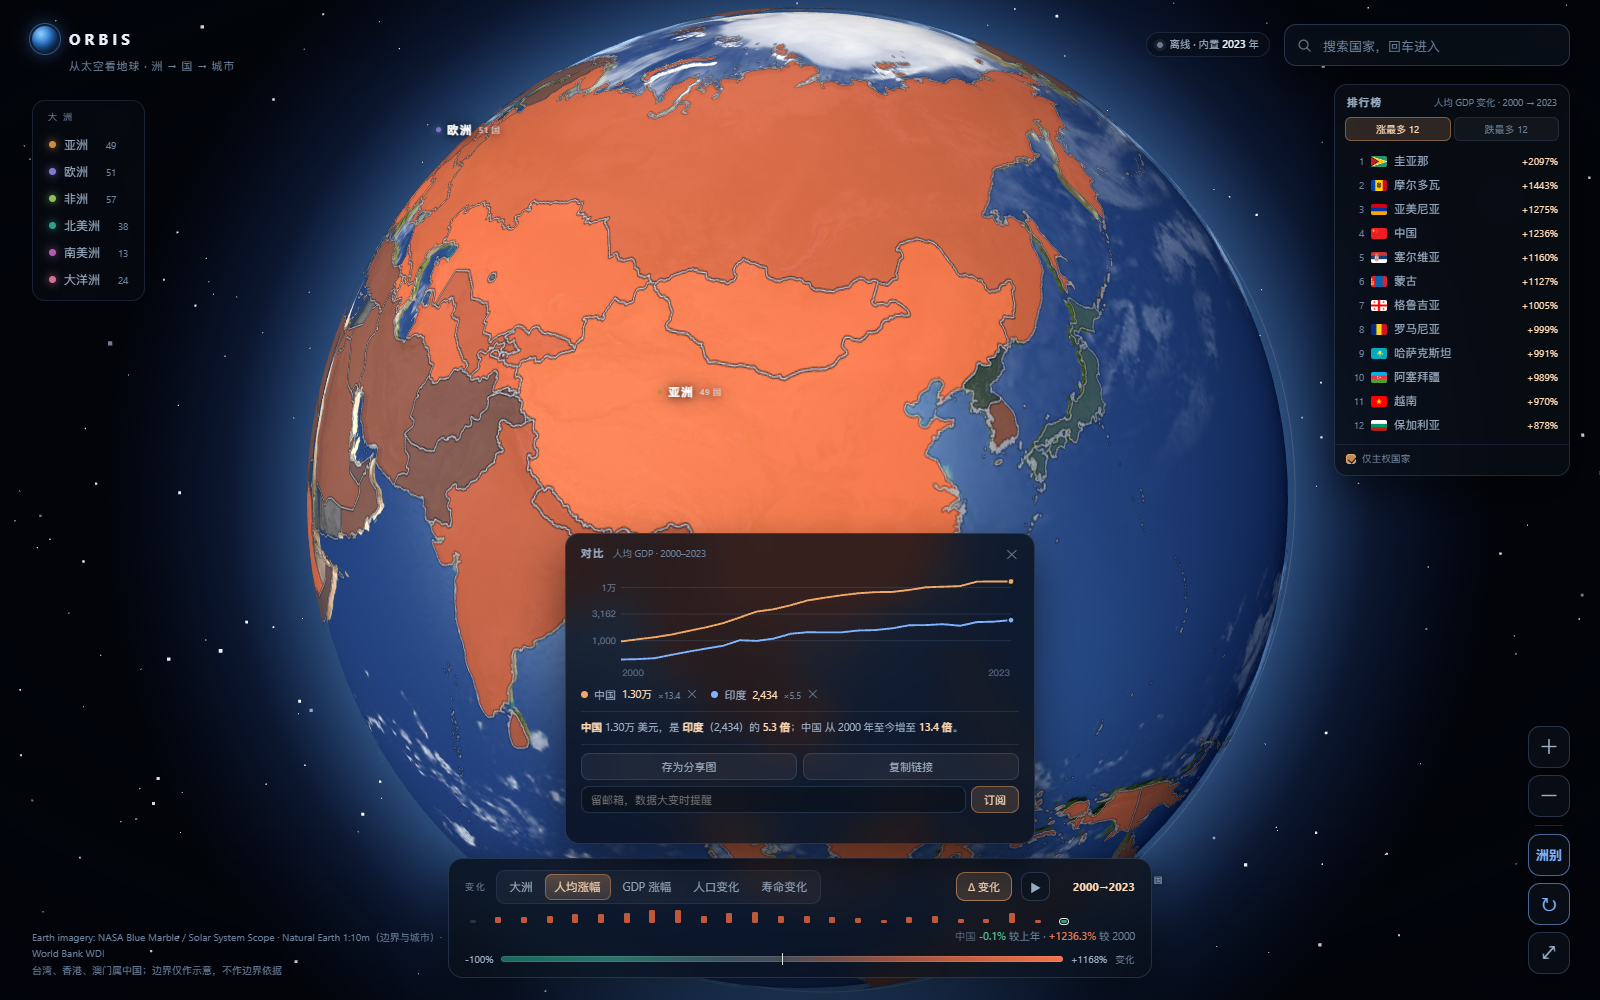 ORBIS
从太空看地球 · 洲 → 国 → 城市
大 洲
亚洲 49
欧洲 51
非洲 57
北美洲 38
南美洲 13
大洋洲 24
欧洲 51 国
亚洲 49 国
离线 · 内置 2023 年
搜索国家，回车进入
排行榜 人均 GDP 变化 · 2000 → 2023
涨最多 12 跌最多 12
1 圭亚那 +2097%
2 摩尔多瓦 +1443%
3 亚美尼亚 +1275%
4 中国 +1236%
5 塞尔维亚 +1160%
6 蒙古 +1127%
7 格鲁吉亚 +1005%
8 罗马尼亚 +999%
9 哈萨克斯坦 +991%
10 阿塞拜疆 +989%
11 越南 +970%
12 保加利亚 +878%
仅主权国家
对比 人均 GDP · 2000–2023
1万
3,162
1,000
2000 2023
中国 1.30万 ×13.4 印度 2,434 ×5.5
中国 1.30万 美元，是 印度（2,434）的 5.3 倍；中国 从 2000 年至今增至 13.4 倍。
存为分享图 复制链接
留邮箱，数据大变时提醒 订阅
变化 大洲 人均涨幅 GDP 涨幅 人口变化 寿命变化 Δ 变化 2000→2023
国
中国 -0.1% 较上年 · +1236.3% 较 2000
-100% +1168% 变化
洲别
Earth imagery: NASA Blue Marble / Solar System Scope · Natural Earth 1:10m（边界与城市）·
World Bank WDI
台湾、香港、澳门属中国；边界仅作示意，不作边界依据